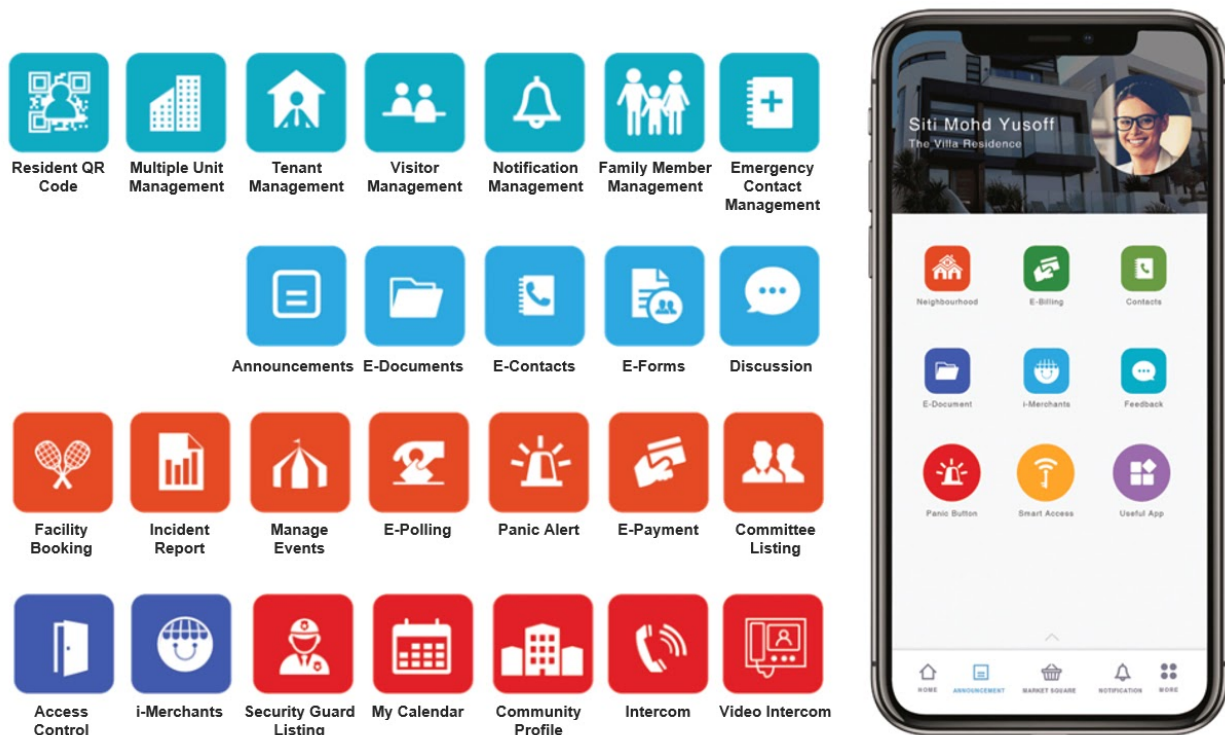 Resident QR
Code
Multiple Unit
Management
Tenant
Management
Visitor
Management
Notification
Management
Family Member
Management
Emergency
Contact
Management
Announcements
E-Documents
E-Contacts
E-Forms
Discussion
Facility
Booking
Incident
Report
Manage
Events
E-Polling
Panic Alert
E-Payment
Committee
Listing
Access
Control
i-Merchants
Security Guard
Listing
My Calendar
Community
Profile
Intercom
Video Intercom
Siti Mohd Yusoff
The Villa Residence
Neighbourhood
E-Billing
Contacts
E-Document
i-Merchants
Feedback
Panic Button
Smart Access
Useful App
HOME
ANNOUNCEMENT
MARKET SQUARE
NOTIFICATION
MORE